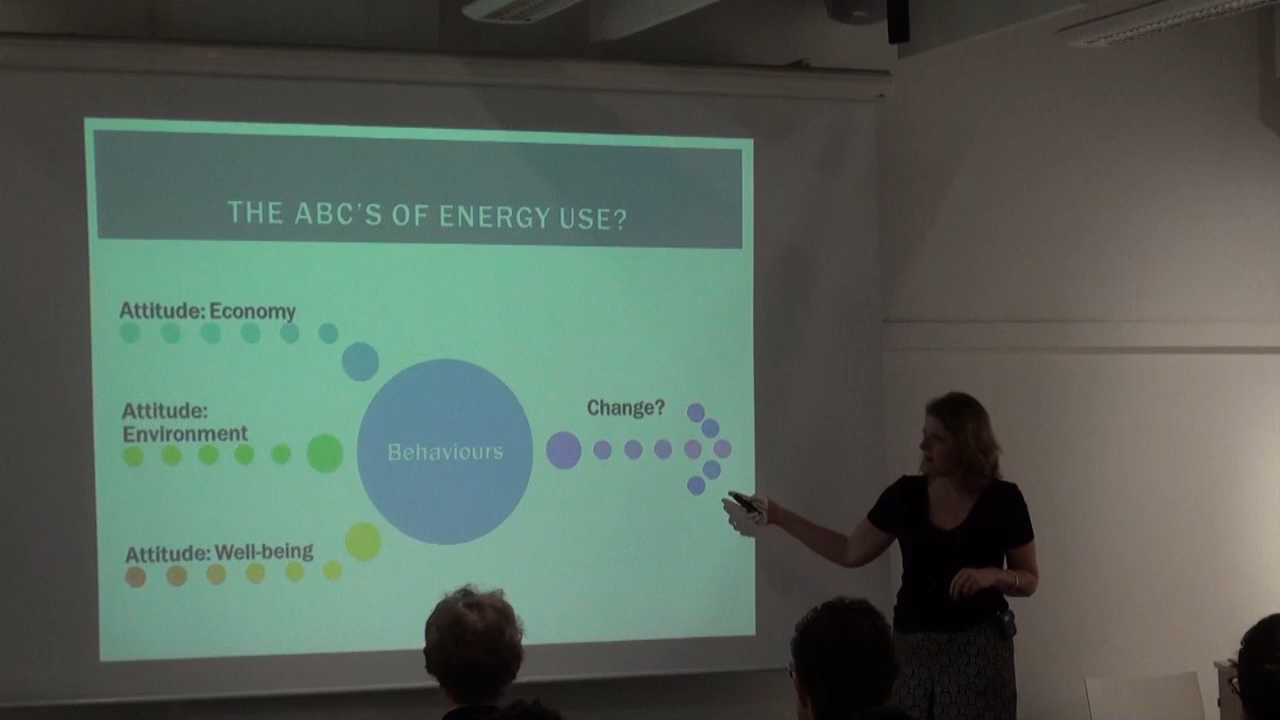 THE ABC'S OF ENERGY USE?
Attitude: Economy
Attitude:
Environment
Behaviours
Change?
Attitude: Well-being